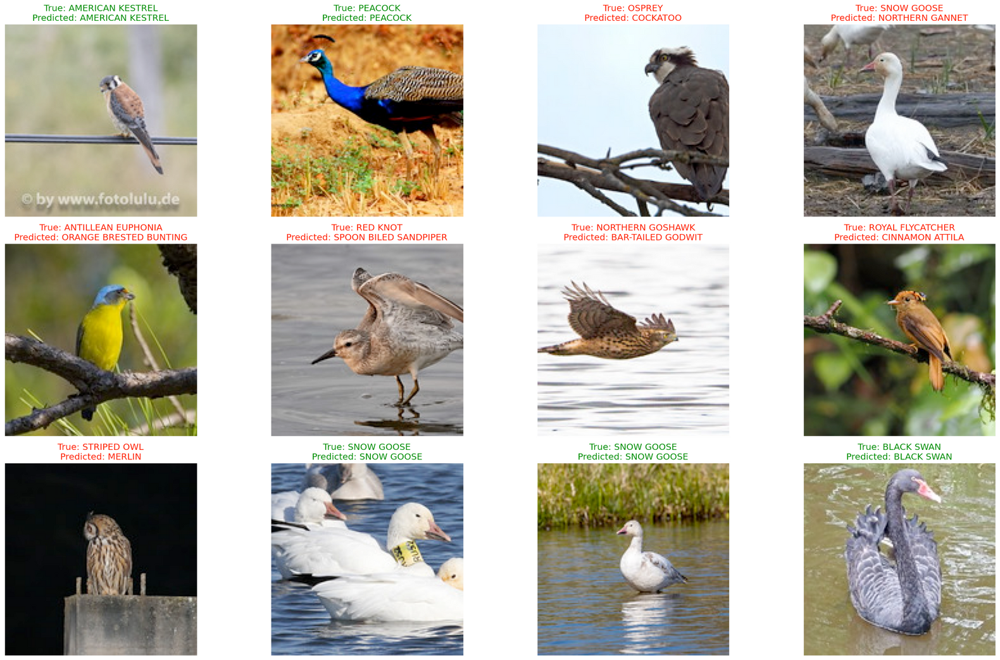 True: AMERICAN KESTREL
Predicted: AMERICAN KESTREL
True: PEACOCK
Predicted: PEACOCK
True: OSPREY
Predicted: COCKATOO
True: SNOW GOOSE
Predicted: NORTHERN GANNET
© by www.fotolulu.de
True: ANTILLEAN EUPHONIA
Predicted: ORANGE BRESTED BUNTING
True: RED KNOT
Predicted: SPOON BILED SANDPIPER
True: NORTHERN GOSHAWK
Predicted: BAR-TAILED GODWIT
True: ROYAL FLYCATCHER
Predicted: CINNAMON ATTILA
True: STRIPED OWL
Predicted: MERLIN
True: SNOW GOOSE
Predicted: SNOW GOOSE
True: SNOW GOOSE
Predicted: SNOW GOOSE
True: BLACK SWAN
Predicted: BLACK SWAN